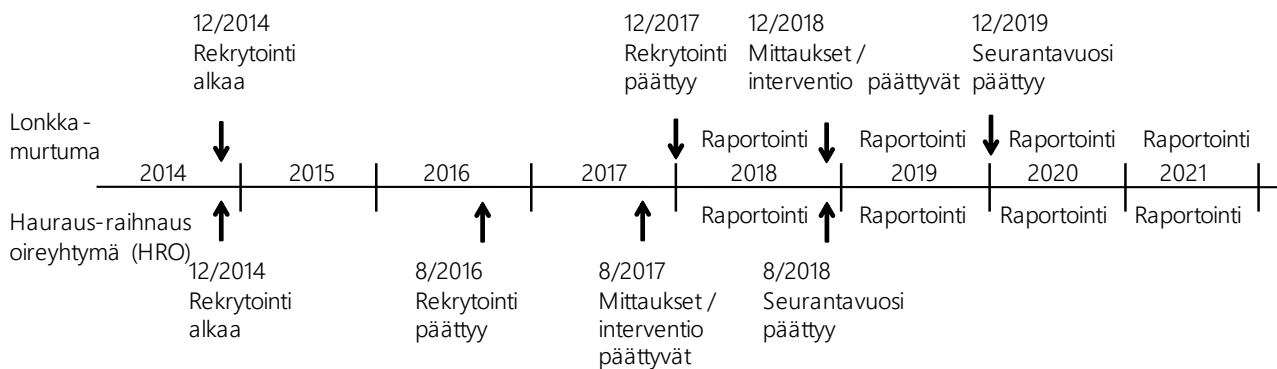 12/2014
Rekrytointi
alkaa
12/2017
Rekrytointi
päättyy
12/2018
Mittaukset /
interventio päättyvät
12/2019
Seurantavuosi
päättyy
Lonkka-
murtuma
Raportointi Raportointi Raportointi Raportointi
2014 2015 2016 2017 2018 2019 2020 2021
Hauraus-raihnaus
oireyhtymä (HRO)
Raportointi Raportointi Raportointi Raportointi
12/2014
Rekrytointi
alkaa
8/2016
Rekrytointi
päättyy
8/2017
Mittaukset /
interventio
päättyvät
8/2018
Seurantavuosi
päättyy